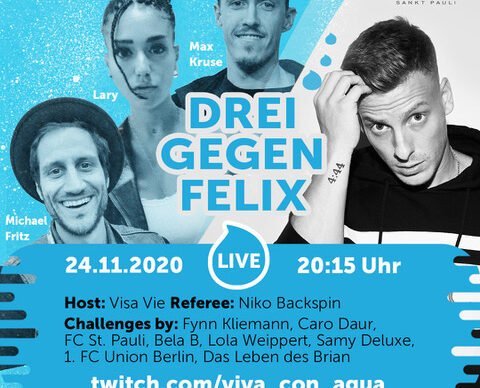 SANKT PAULI
Max
Kruse
Lary
DREI
GEGEN
FELIX
Michael
Fritz
4:44
24.11.2020
LIVE
20:15 Uhr
Host: Visa Vie Referee: Niko Backspin
Challenges by: Fynn Kliemann, Caro Daur,
FC St. Pauli, Bela B, Lola Weippert, Samy Deluxe,
1. FC Union Berlin, Das Leben des Brian
twitch.com/viva_con_agua